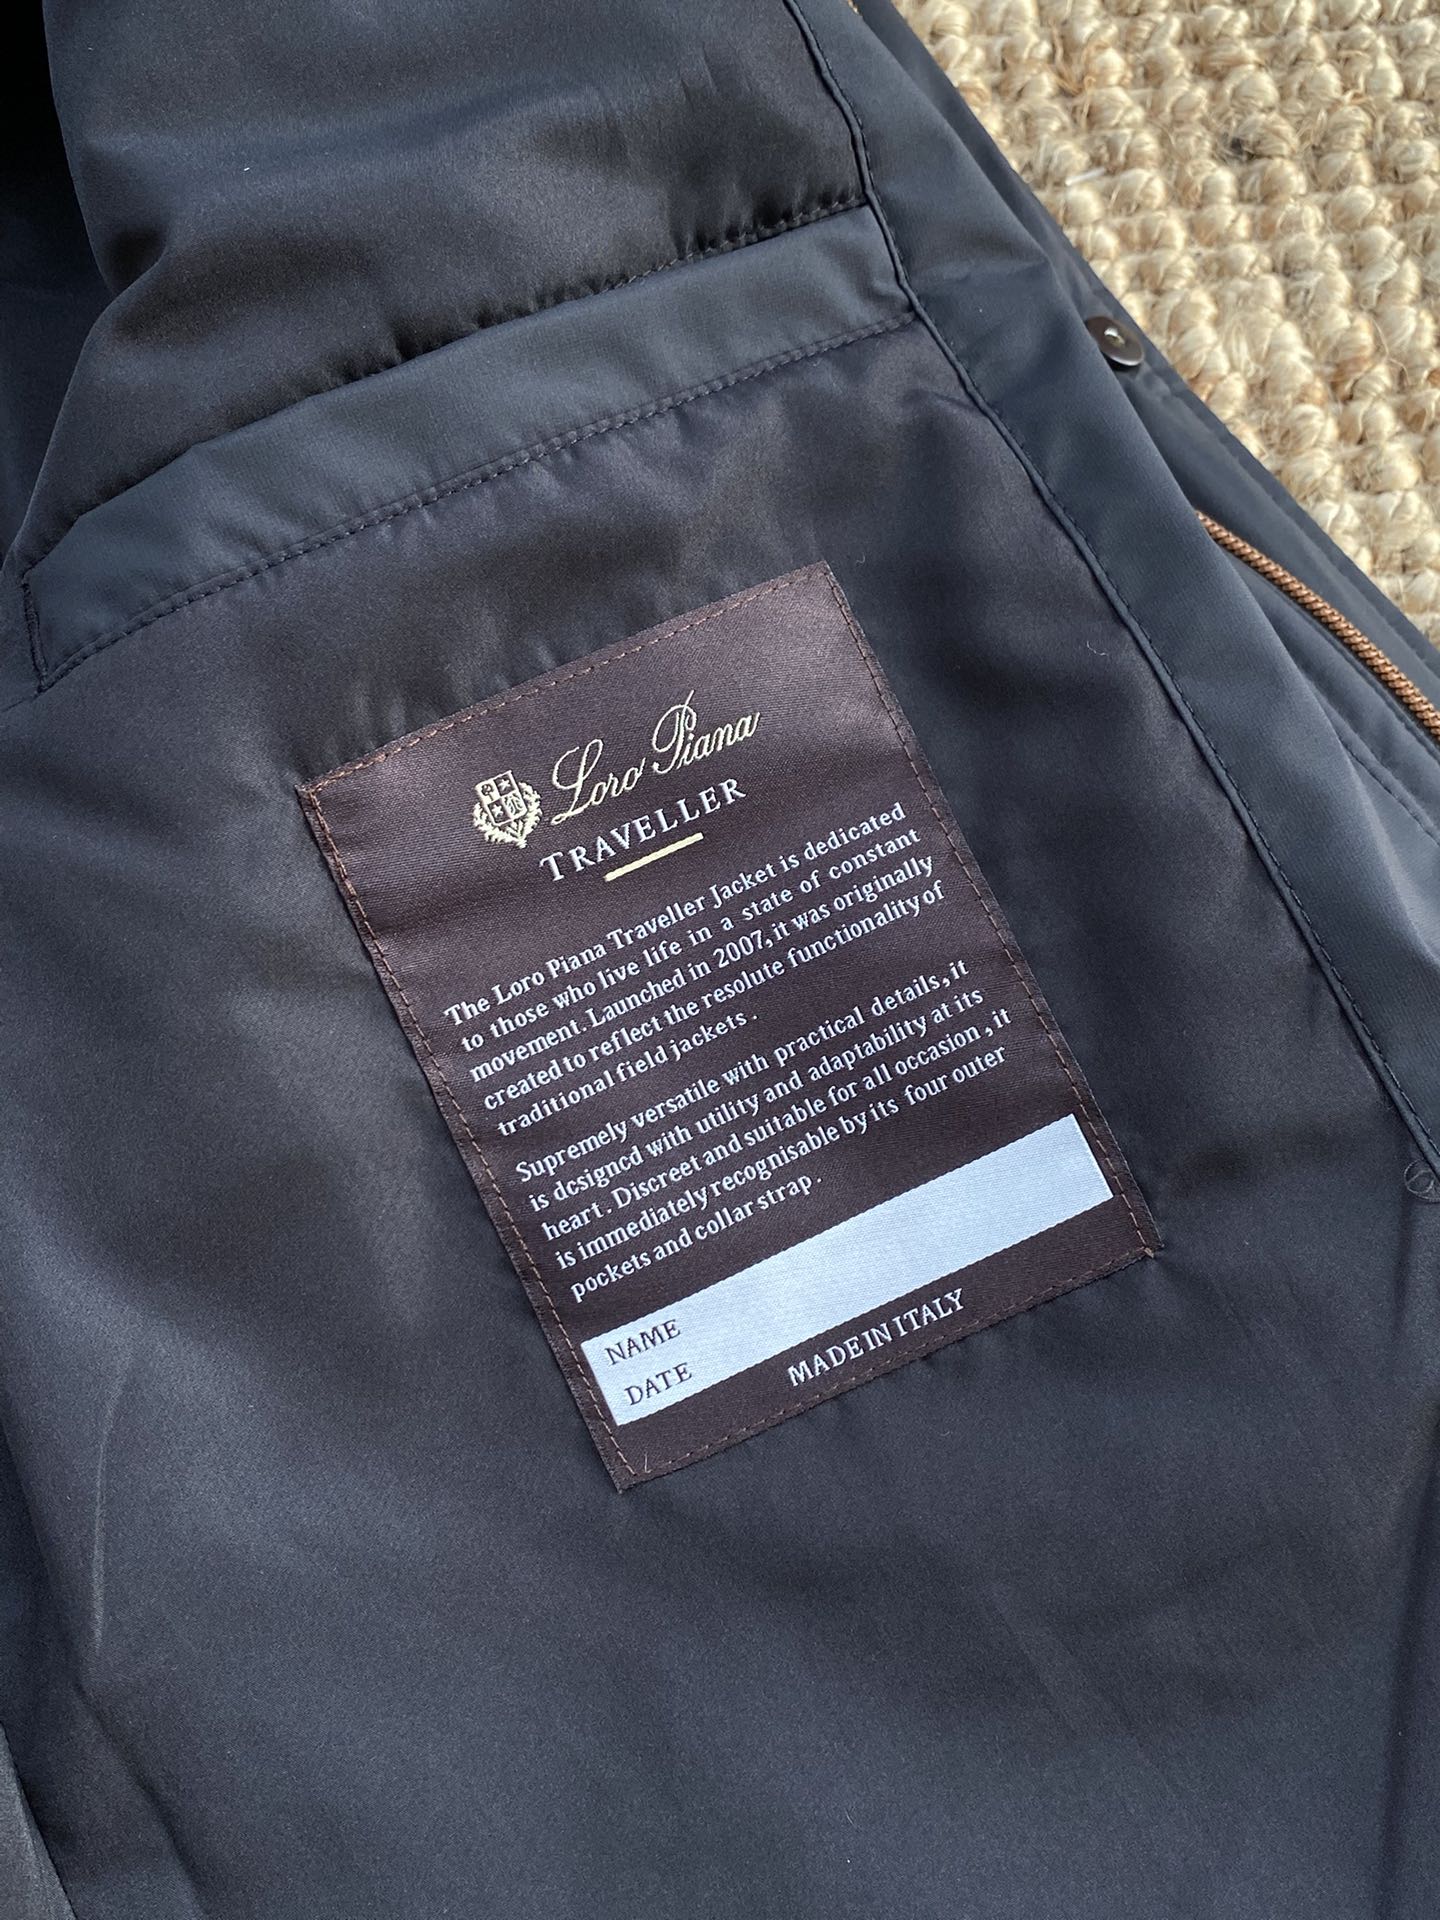 Loro Piana
TRAVELLER
The Loro Piana Traveller Jacket is dedicated
to those who live life in a state of constant
movement. Launched in 2007, it was originally
created to reflect the resolute functionality of
traditional field jackets.
Supremely versatile with practical details, it
is dcsigncd with utility and adaptability at its
heart. Discreet and suitable for all occasion, it
is immediately recognisable by its four outer
pockets and collar strap.
NAME
DATE
MADE IN ITALY